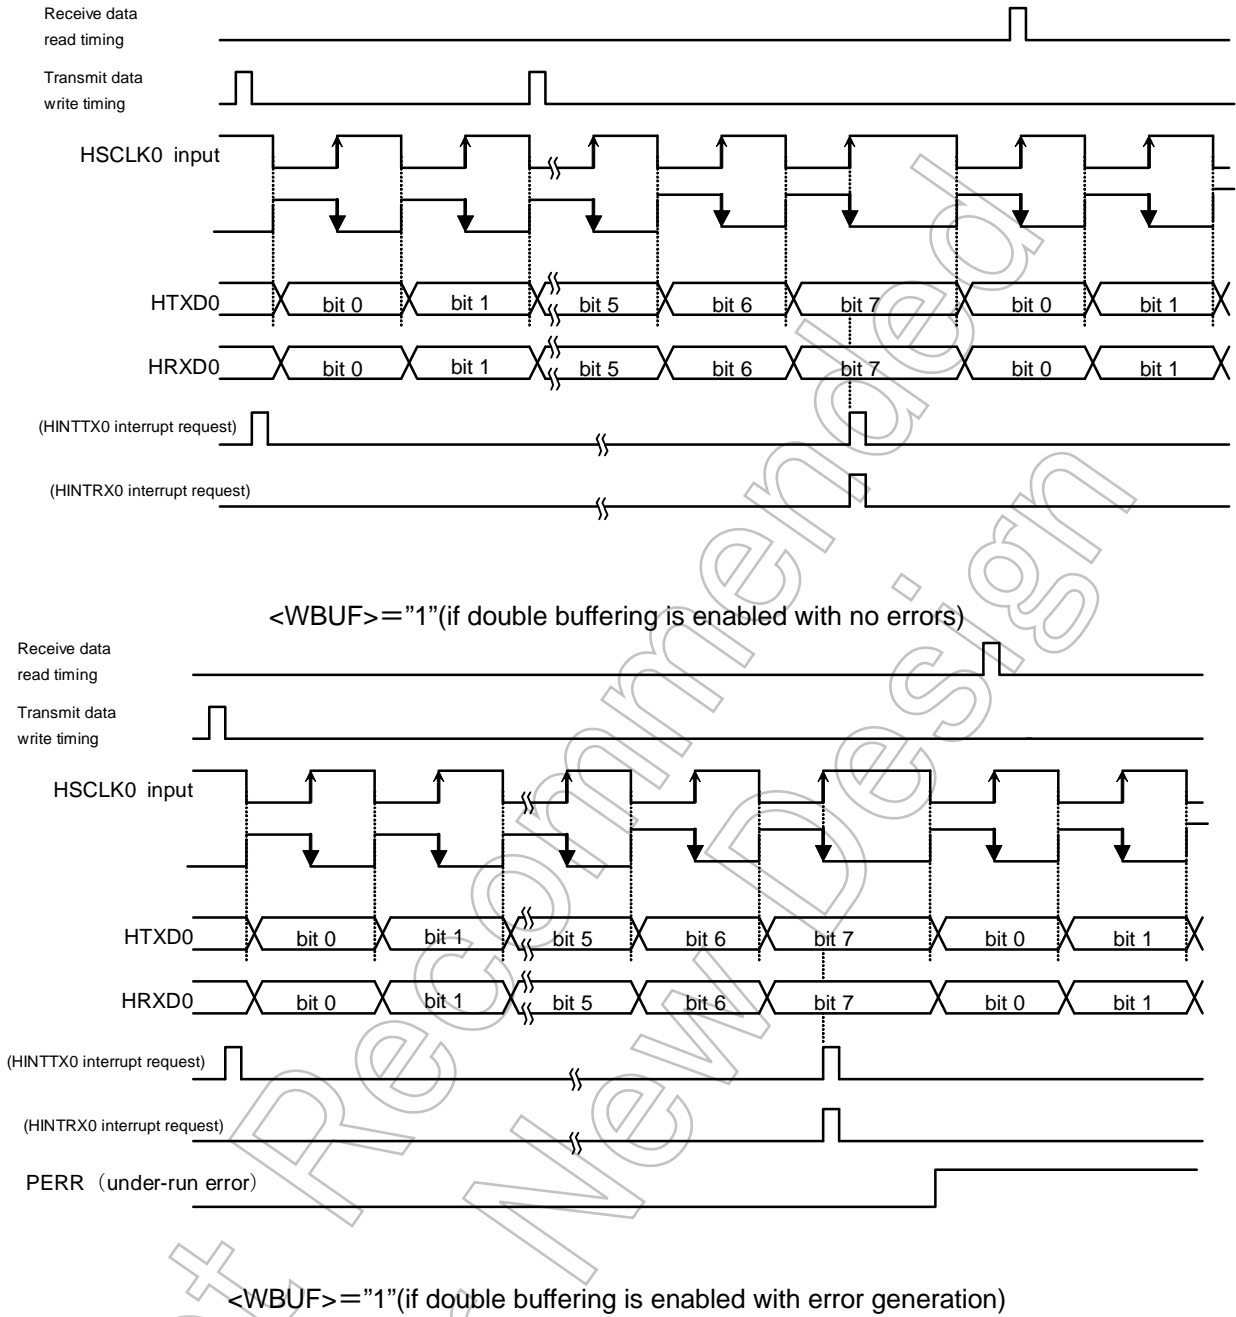 Receive data
read timing
Transmit data
write timing
HSCLK0 input
HTXD0 bit 0 bit 1 bit 5 bit 6 bit 7 bit 0 bit 1
HRXD0 bit 0 bit 1 bit 5 bit 6 bit 7 bit 0 bit 1
(HINTTX0 interrupt request)
(HINTRX0 interrupt request)
<WBUF>＝”1”(if double buffering is enabled with no errors)
Receive data
read timing
Transmit data
write timing
HSCLK0 input
HTXD0 bit 0 bit 1 bit 5 bit 6 bit 7 bit 0 bit 1
HRXD0 bit 0 bit 1 bit 5 bit 6 bit 7 bit 0 bit 1
(HINTTX0 interrupt request)
(HINTRX0 interrupt request)
PERR（under-run error）
<WBUF>＝”1”(if double buffering is enabled with error generation)
Recommended
New Design